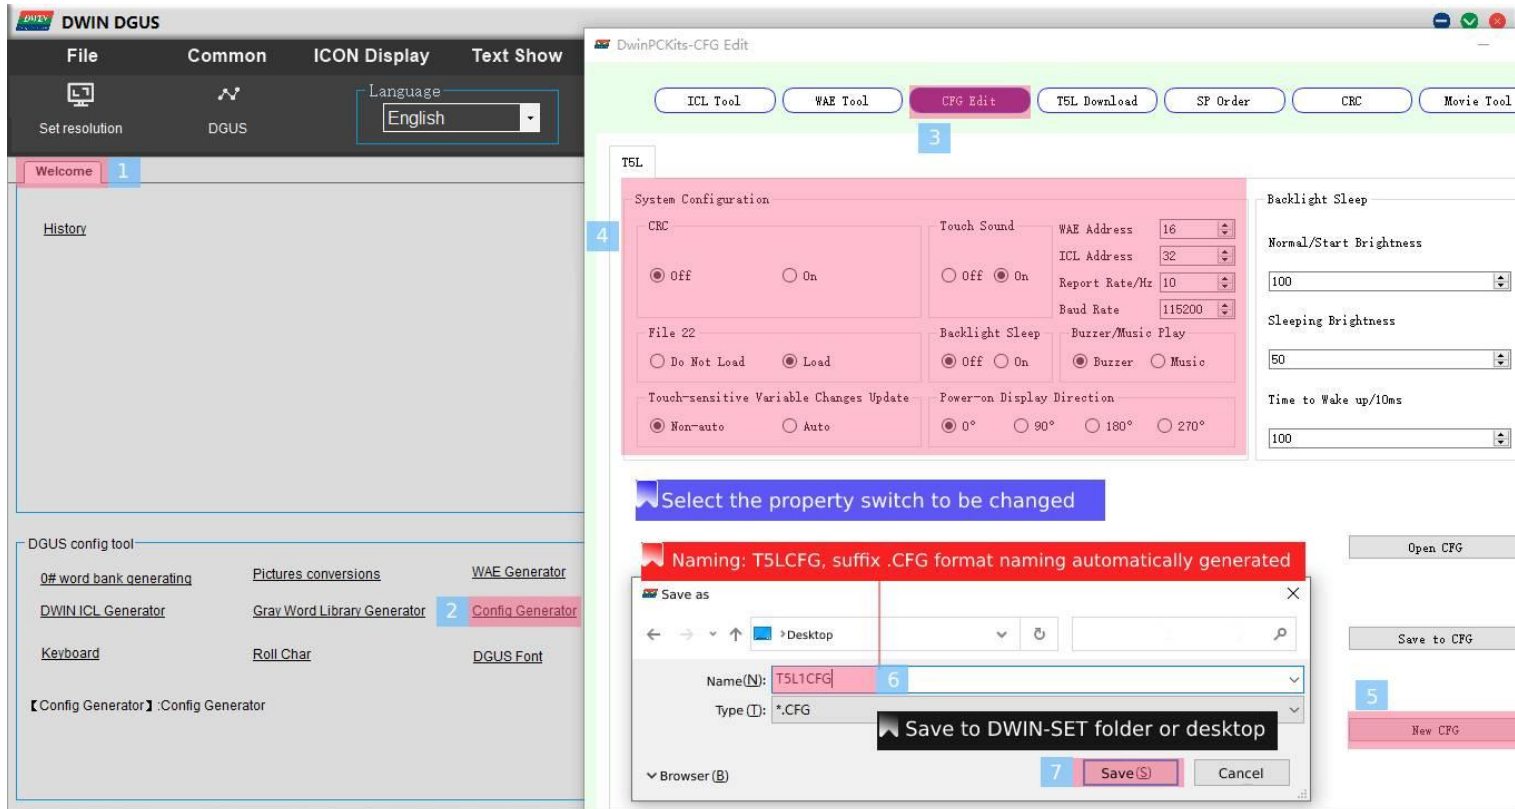 DWIN DGUS
File Common ICON Display Text Show
Language
English
Set resolution DGUS
Welcome 1
History
DGUS config tool
0# word bank generating Pictures conversions WAE Generator
DWIN ICL Generator Gray Word Library Generator 2 Config Generator
Keyboard Roll Char DGUS Font
【Config Generator】:Config Generator
DwinPCKits-CFG Edit
ICL Tool WAE Tool CFG Edit T5L Download SP Order CRC Movie Tool
3
T5L
4
System Configuration
CRC
Off On
Touch Sound
Off On
WAE Address 16
ICL Address 32
Report Rate/Hz 10
Baud Rate 115200
File 22
Do Not Load Load
Backlight Sleep
Off On
Buzzer/Music Play
Buzzer Music
Touch-sensitive Variable Changes Update
Non-auto Auto
Power-on Display Direction
0° 90° 180° 270°
Backlight Sleep
Normal/Start Brightness
100
Sleeping Brightness
50
Time to Wake up/10ms
100
Select the property switch to be changed
Naming: T5LCFG, suffix .CFG format naming automatically generated
Save as
Desktop
Name(N): T5L1CFG 6
Type (T): *.CFG
Save to DWIN-SET folder or desktop
Browser (B) 7 Save(S) Cancel
Open CFG
Save to CFG
5
New CFG